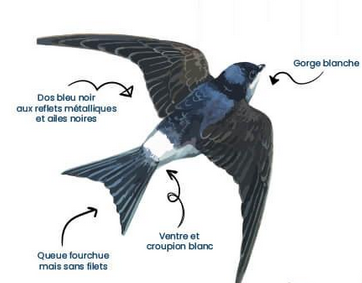 Gorge blanche
Dos bleu noir
aux reflets métalliques
et ailes noires
Ventre et
croupion blanc
Queue fourchue
mais sans filets